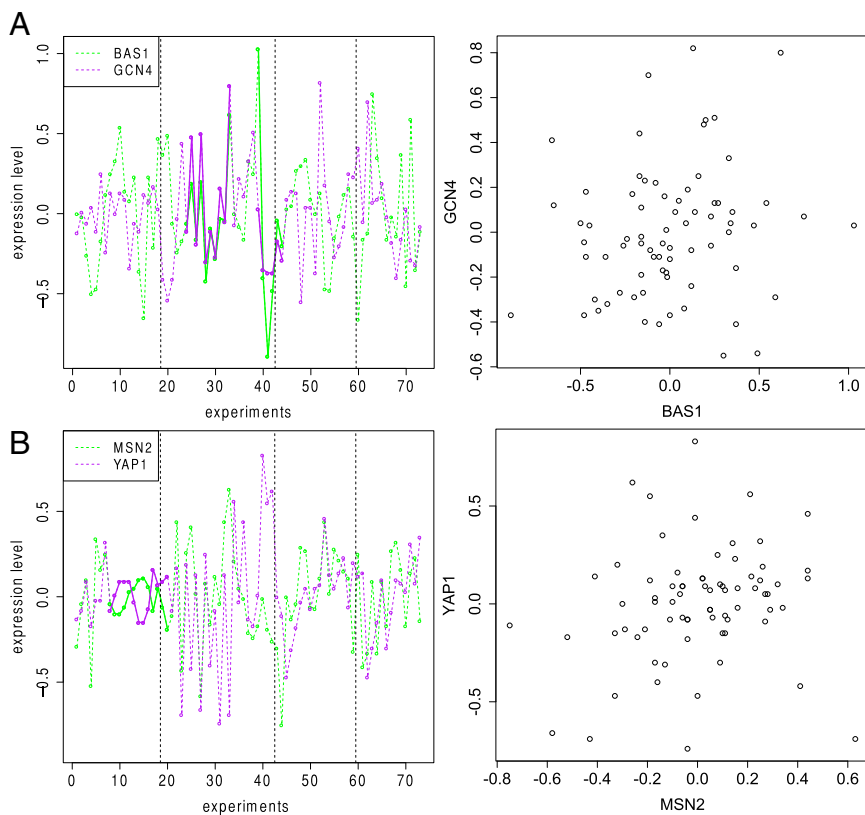 A
BAS1
GCN4
expression level
1.0
0.5
0.0
−0.5
0 10 20 30 40 50 60 70
experiments
GCN4
0.8
0.6
0.4
0.2
0.0
-0.2
-0.4
-0.6
-0.5 0.0 0.5 1.0
BAS1
B
MSN2
YAP1
expression level
0.5
0.0
−0.5
0 10 20 30 40 50 60 70
experiments
YAP1
0.5
0.0
-0.5
-0.8 -0.6 -0.4 -0.2 0.0 0.2 0.4 0.6
MSN2